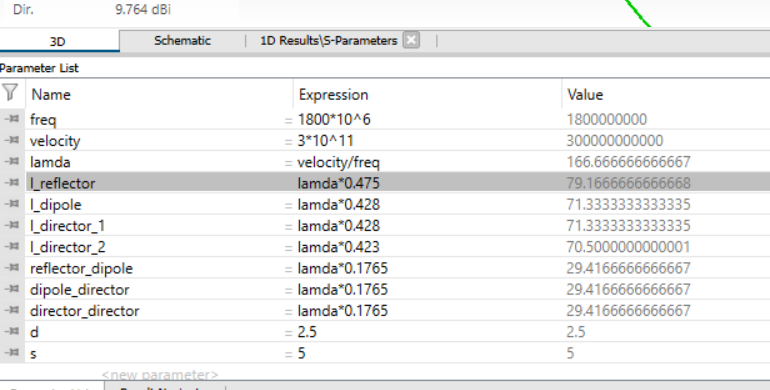 Dir. 9.764 dBi
3D Schematic 1D Results\S-Parameters
Parameter List
Name Expression Value
freq = 1800*10^6 1800000000
velocity = 3*10^11 300000000000
lamda = velocity/freq 166.666666666667
l_reflector lamda*0.475 79.1666666666668
l_dipole = lamda*0.428 71.3333333333335
l_director_1 = lamda*0.428 71.3333333333335
l_director_2 = lamda*0.423 70.5000000000001
reflector_dipole = lamda*0.1765 29.4166666666667
dipole_director = lamda*0.1765 29.4166666666667
director_director = lamda*0.1765 29.4166666666667
d = 2.5 2.5
s = 5 5
<new parameter>